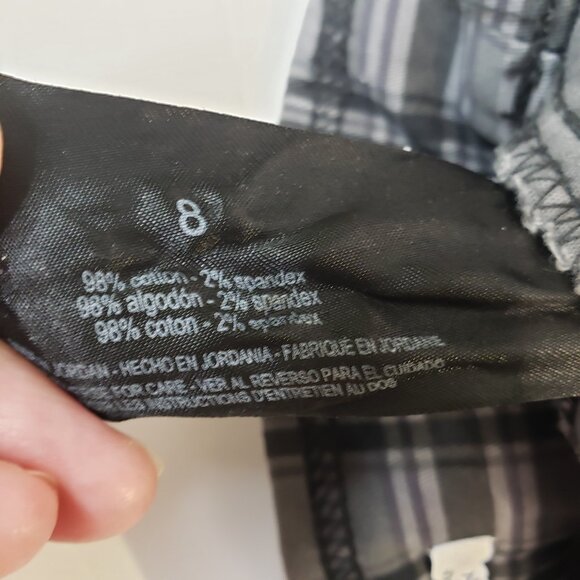 8
98% cotton - 2% spandex
98% algodón - 2% spandex
98% coton - 2% spandex
JORDAN - HECHO EN JORDANIA - FABRIQUE EN JORDANIE
FOR CARE - VER AL REVERSO PARA EL CUIDADO
INSTRUCTIONS D'ENTRETIEN AU DOS